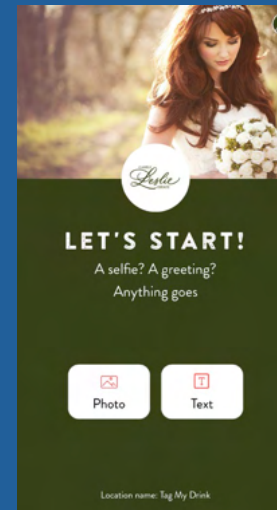 Leslie
LET'S START!
A selfie? A greeting?
Anything goes
Photo
T
Text
Location name: Tag My Drink